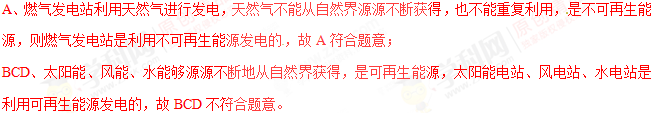 A、燃气发电站利用天然气进行发电，天然气不能从自然界源源不断获得，也不能重复利用，是不可再生能
源，则燃气发电站是利用不可再生能源发电的，故 A 符合题意；
BCD、太阳能、风能、水能够源源不断地从自然界获得，是可再生能源，太阳能电站、风电站、水电站是
利用可再生能源发电的，故 BCD 不符合题意。